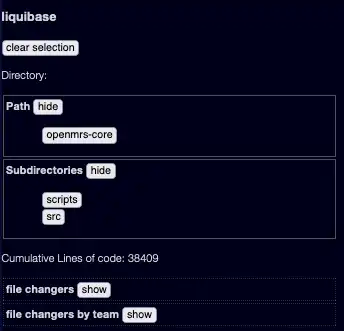 liquibase
clear selection
Directory:
Path hide
openmrs-core
Subdirectories hide
scripts
src
Cumulative Lines of code: 38409
file changers show
file changers by team show